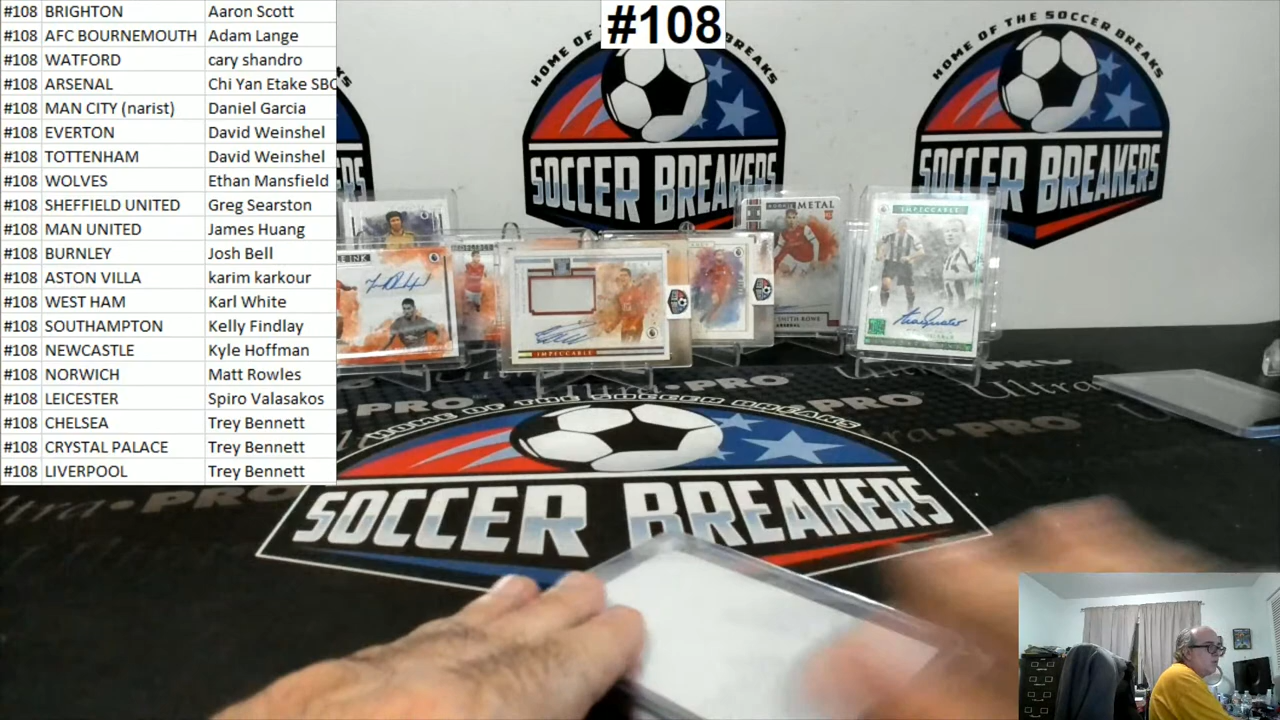 #108 BRIGHTON Aaron Scott
#108 AFC BOURNEMOUTH Adam Lange
#108 WATFORD cary shandro
#108 ARSENAL Chi Yan Etake SBC
#108 MAN CITY (narist) Daniel Garcia
#108 EVERTON David Weinshel
#108 TOTTENHAM David Weinshel
#108 WOLVES Ethan Mansfield
#108 SHEFFIELD UNITED Greg Searston
#108 MAN UNITED James Huang
#108 BURNLEY Josh Bell
#108 ASTON VILLA karim karkour
#108 WEST HAM Karl White
#108 SOUTHAMPTON Kelly Findlay
#108 NEWCASTLE Kyle Hoffman
#108 NORWICH Matt Rowles
#108 LEICESTER Spiro Valasakos
#108 CHELSEA Trey Bennett
#108 CRYSTAL PALACE Trey Bennett
#108 LIVERPOOL Trey Bennett
#108
HOME OF THE SOCCER BREAKS
SOCCER BREAKERS
HOME OF THE SOCCER BREAKS
SOCCER BREAKERS
METAL
SMITH ROWE
ARSENAL
IMPECCABLE
IMPECCABLE
Ultra PRO
HOME OF THE SOCCER BREAKS
SOCCER BREAKERS